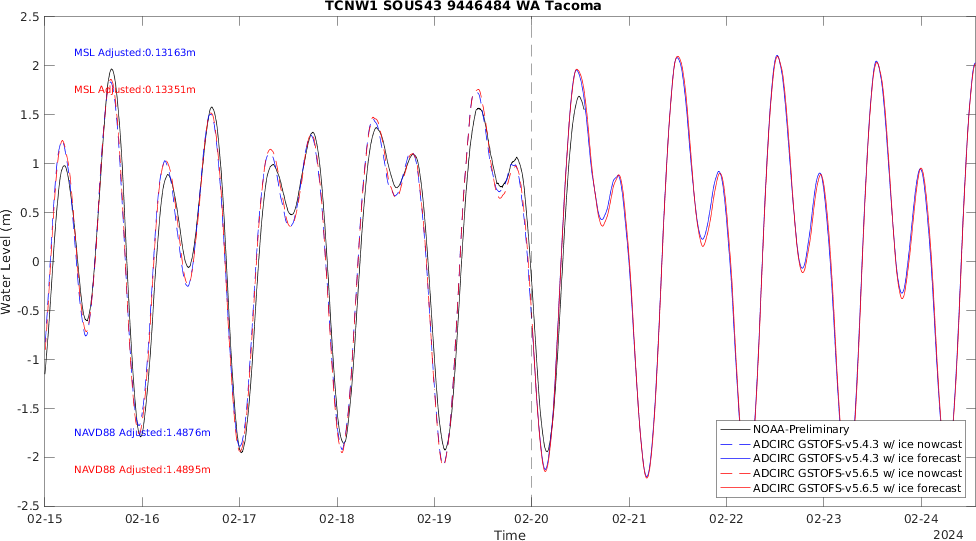 TCNW1 SOUS43 9446484 WA Tacoma
2.5
2
1.5
1
0.5
0
-0.5
-1
-1.5
-2
-2.5
Water Level (m)
MSL Adjusted:0.13163m
MSL Adjusted:0.13351m
NAVD88 Adjusted:1.4876m
NAVD88 Adjusted:1.4895m
NOAA-Preliminary
ADCIRC GSTOFS-v5.4.3 w/ ice nowcast
ADCIRC GSTOFS-v5.4.3 w/ ice forecast
ADCIRC GSTOFS-v5.6.5 w/ ice nowcast
ADCIRC GSTOFS-v5.6.5 w/ ice forecast
02-15 02-16 02-17 02-18 02-19 02-20 02-21 02-22 02-23 02-24
Time
2024